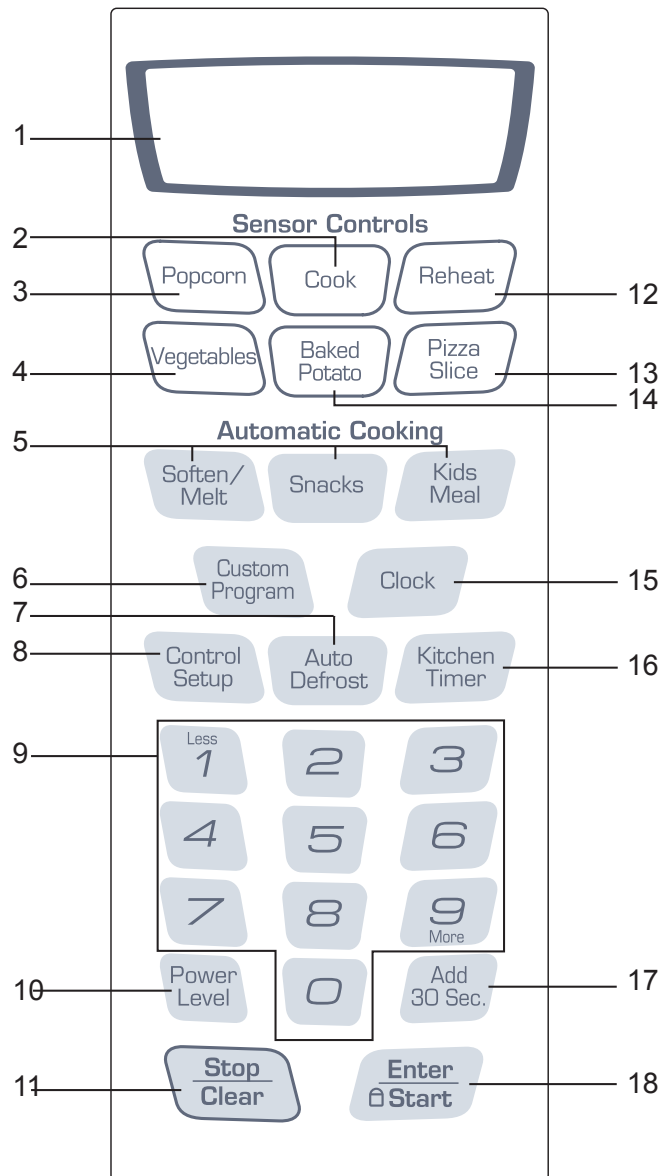 1
Sensor Controls
2
Popcorn
Cook
Reheat
3
12
Vegetables
Baked
Potato
Pizza
Slice
4
13
14
Automatic Cooking
5
Soften/
Melt
Snacks
Kids
Meal
6
Custom
Program
Clock
15
7
8
Control
Setup
Auto
Defrost
Kitchen
Timer
16
9
Less
1
2
3
4
5
6
7
8
9
More
10
Power
Level
0
Add
30 Sec.
17
11
Stop
Clear
Enter
Start
18